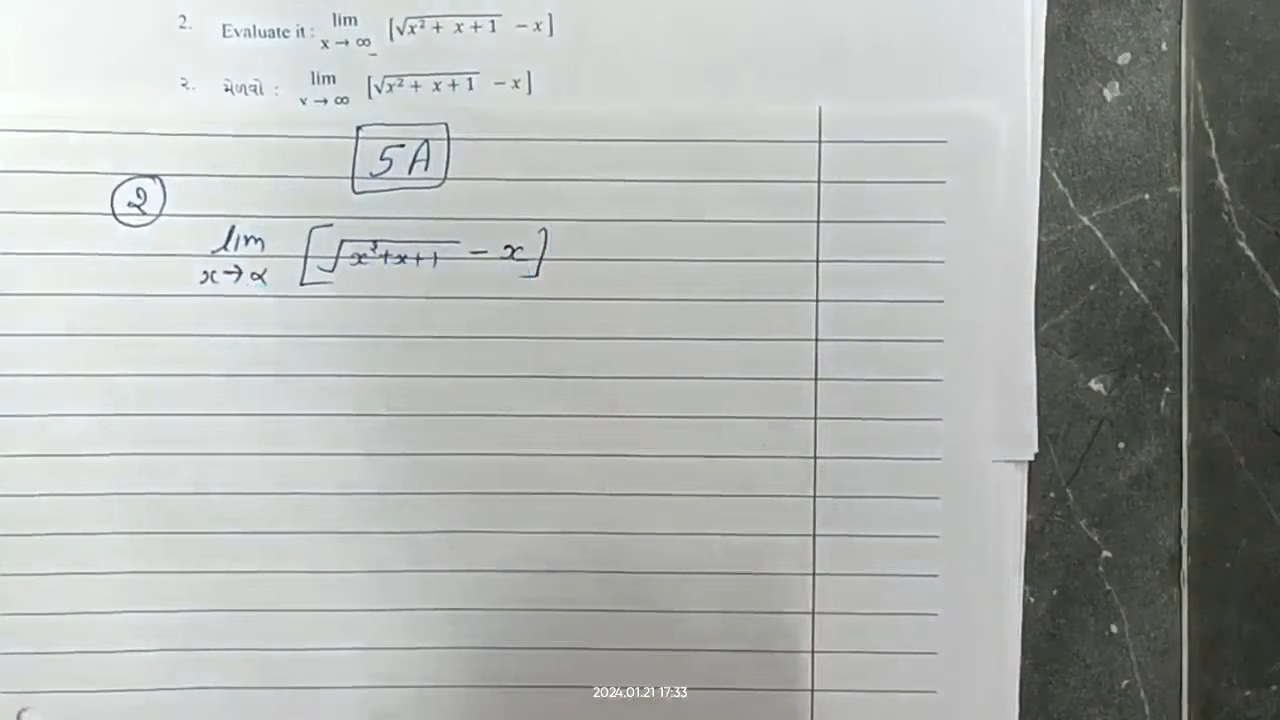 2. Evaluate it : lim x → ∞ [√x² + x + 1 − x]
૨. મેળવો : lim x → ∞ [√x² + x + 1 − x]
5A
2
lim x→∝ [√x³+x+1 − x]
2024.01.21 17:33